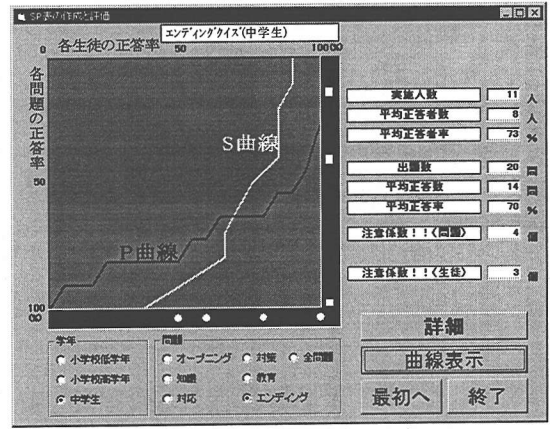 SP表の作成と評価
エンディングクイズ(中学生)
各生徒の正答率
0 50 100(%)
各問題の正答率
50
100
(%)
S曲線
P曲線
実施人数 11 人
平均正答者数 8 人
平均正答者率 73 %
出題数 20 問
平均正答数 14 問
平均正答率 70 %
注意係数!!<問題> 4 個
注意係数!!<生徒> 3 個
学年
小学校低学年
小学校高学年
中学生
問題
オープニング 対策 全問題
知識 教育
対応 エンディング
詳細
曲線表示
最初へ 終了